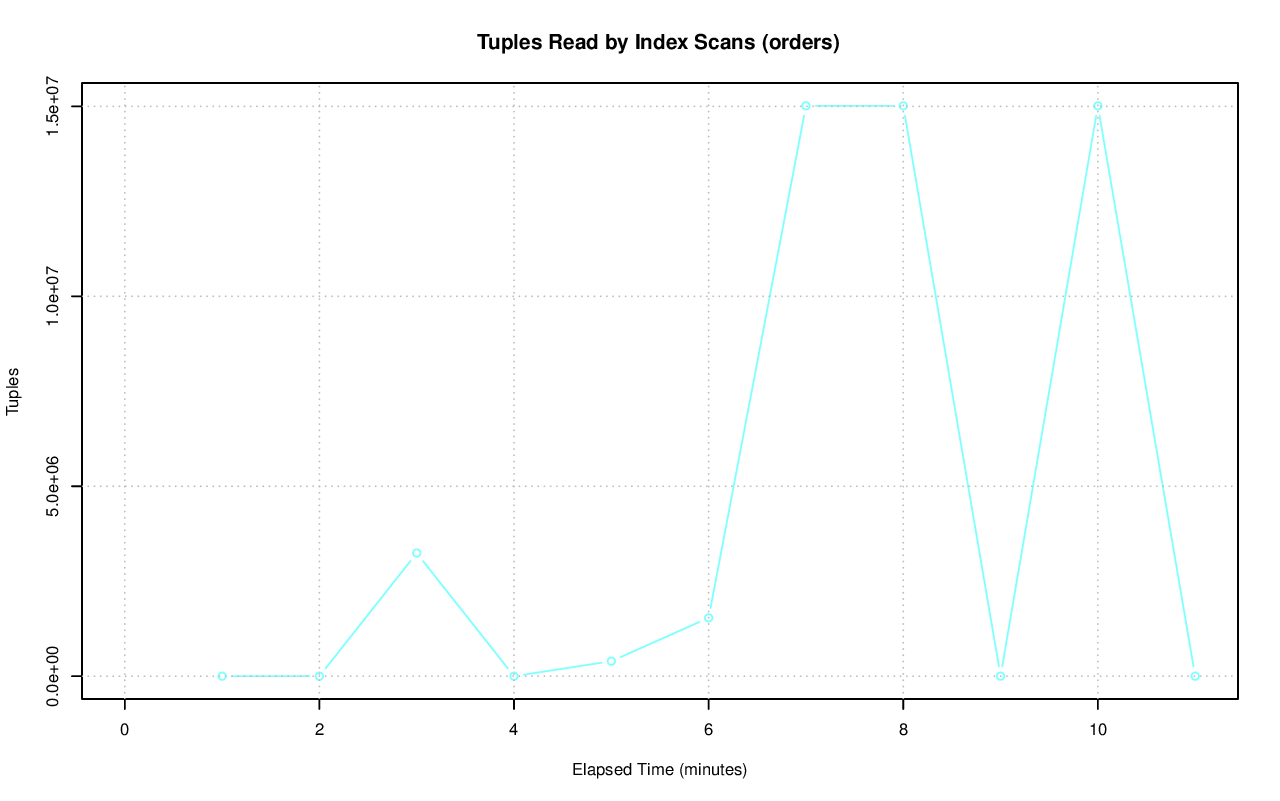 Tuples Read by Index Scans (orders)
1.5e+07
1.0e+07
5.0e+06
0.0e+00
Tuples
0 2 4 6 8 10
Elapsed Time (minutes)